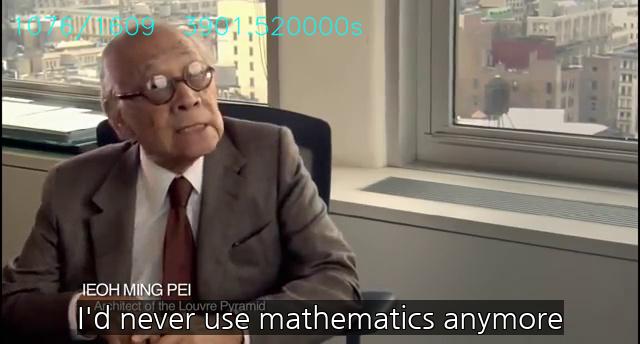 1076/1609 3901.520000s
IEOH MING PEI
Architect of the Louvre Pyramid
I'd never use mathematics anymore